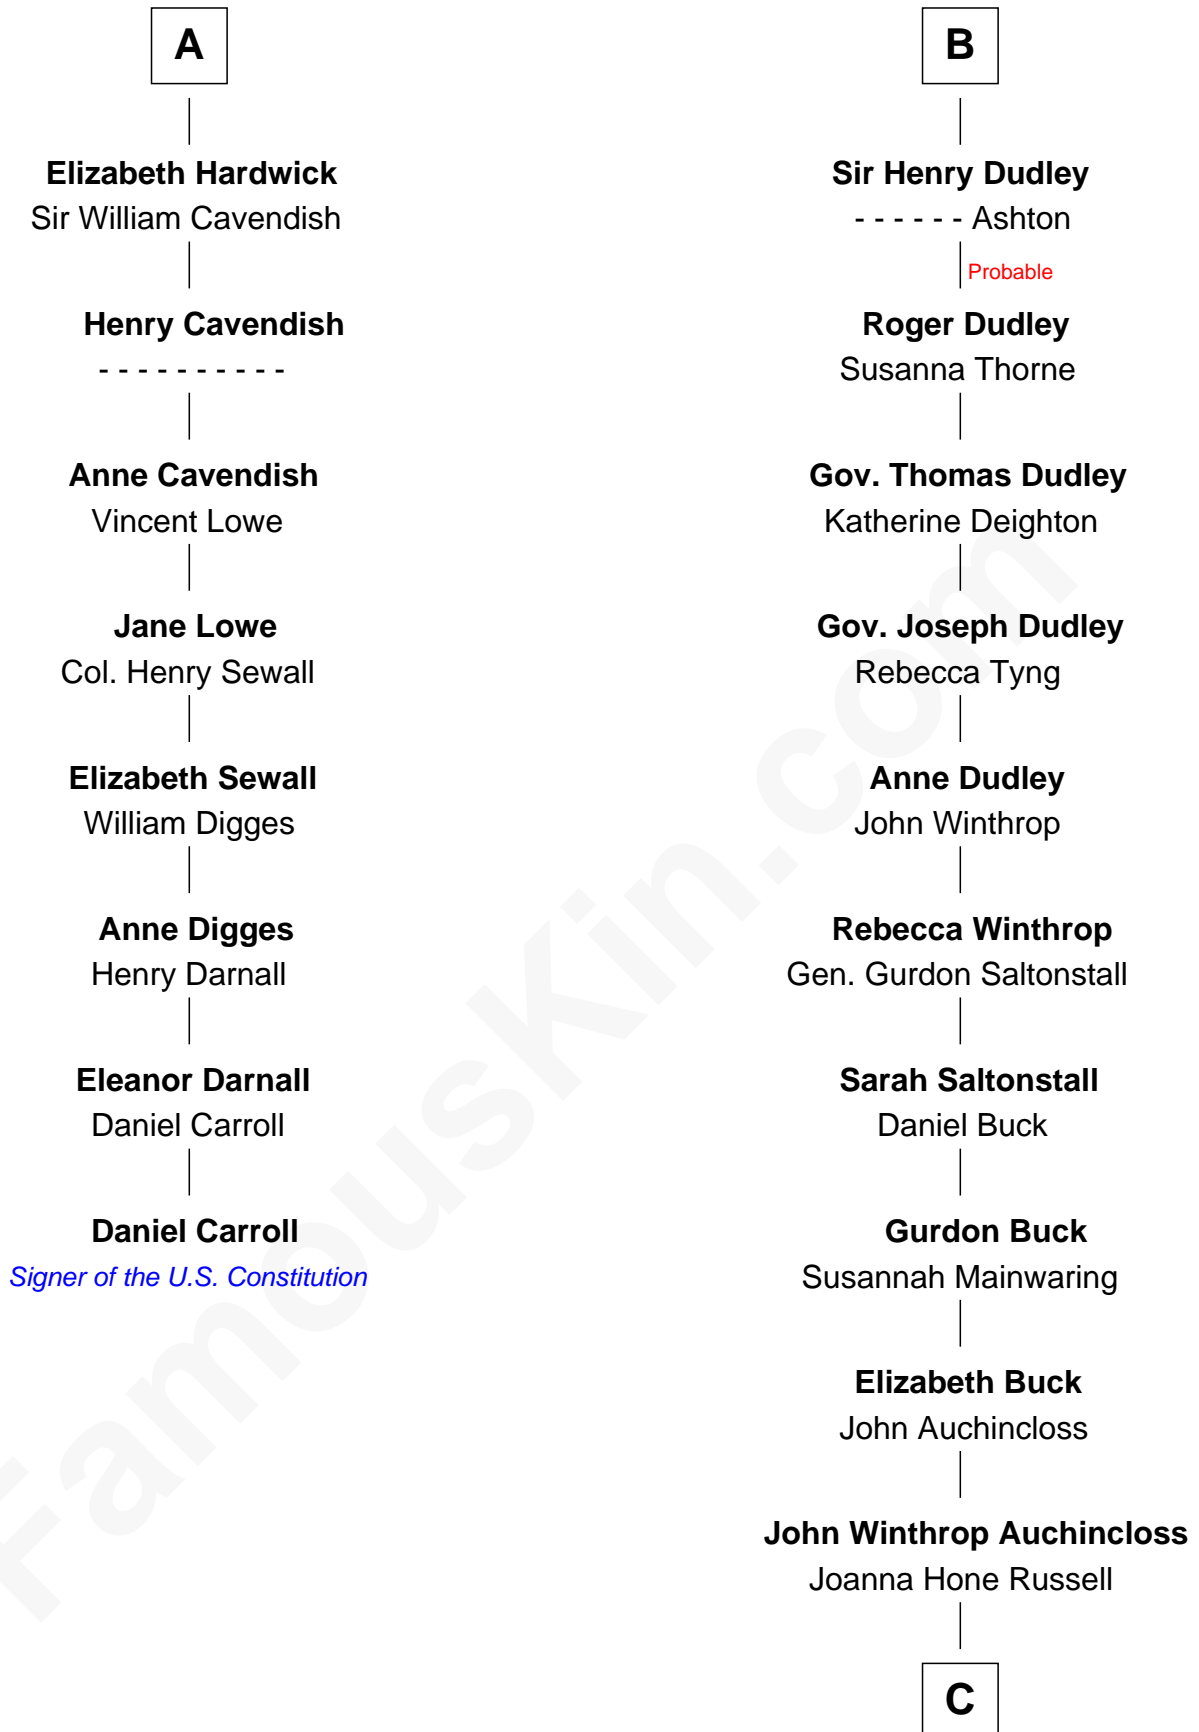 A
Elizabeth Hardwick
Sir William Cavendish
Henry Cavendish
- - - - - - - - - -
Anne Cavendish
Vincent Lowe
Jane Lowe
Col. Henry Sewall
Elizabeth Sewall
William Digges
Anne Digges
Henry Darnall
Eleanor Darnall
Daniel Carroll
Daniel Carroll
Signer of the U.S. Constitution
B
Sir Henry Dudley
- - - - - - Ashton
Probable
Roger Dudley
Susanna Thorne
Gov. Thomas Dudley
Katherine Deighton
Gov. Joseph Dudley
Rebecca Tyng
Anne Dudley
John Winthrop
Rebecca Winthrop
Gen. Gurdon Saltonstall
Sarah Saltonstall
Daniel Buck
Gurdon Buck
Susannah Mainwaring
Elizabeth Buck
John Auchincloss
John Winthrop Auchincloss
Joanna Hone Russell
C
FamousKin.com